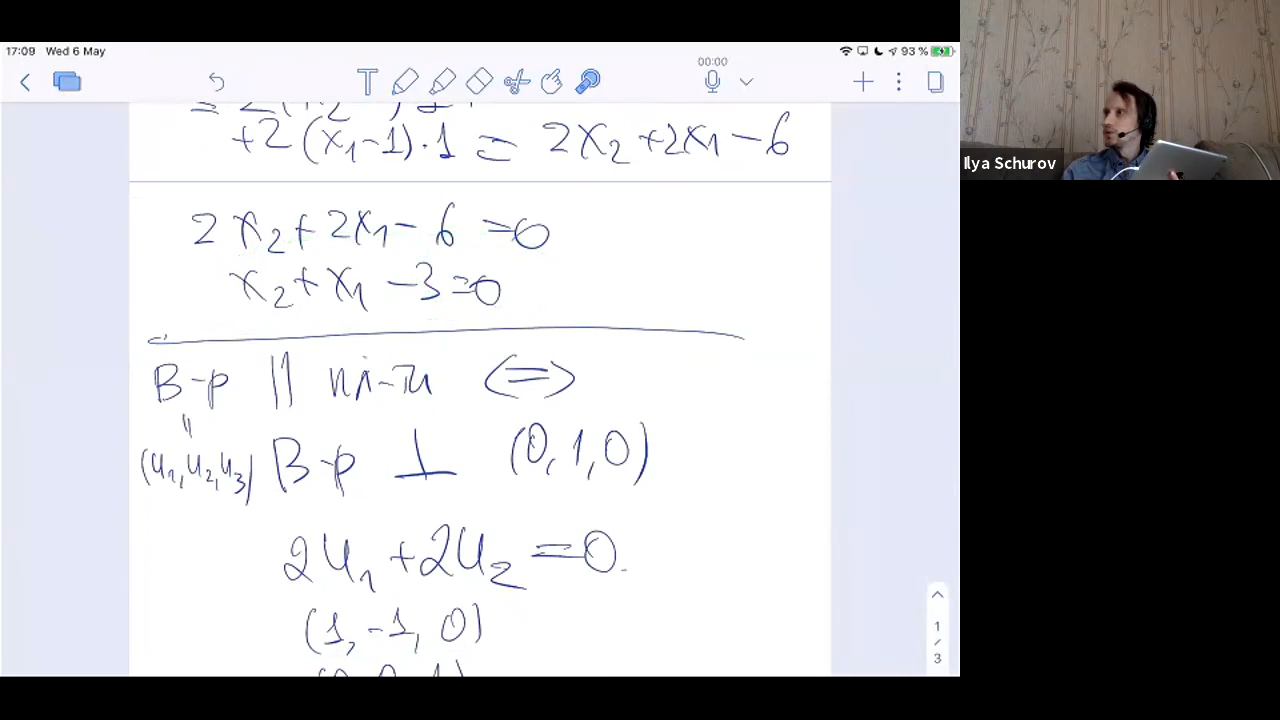 17:09 Wed 6 May
93 %
00:00
Ilya Schurov
+2(x₁-1)·1 = 2x₂+2x₁-6
2x₂+2x₁-6=0
x₂+x₁-3=0
В-р || пл-ти <=>
(u₁,u₂,u₃) В-р ⊥ (0,1,0)
2u₁+2u₂=0.
(1,-1,0)
1
/
3